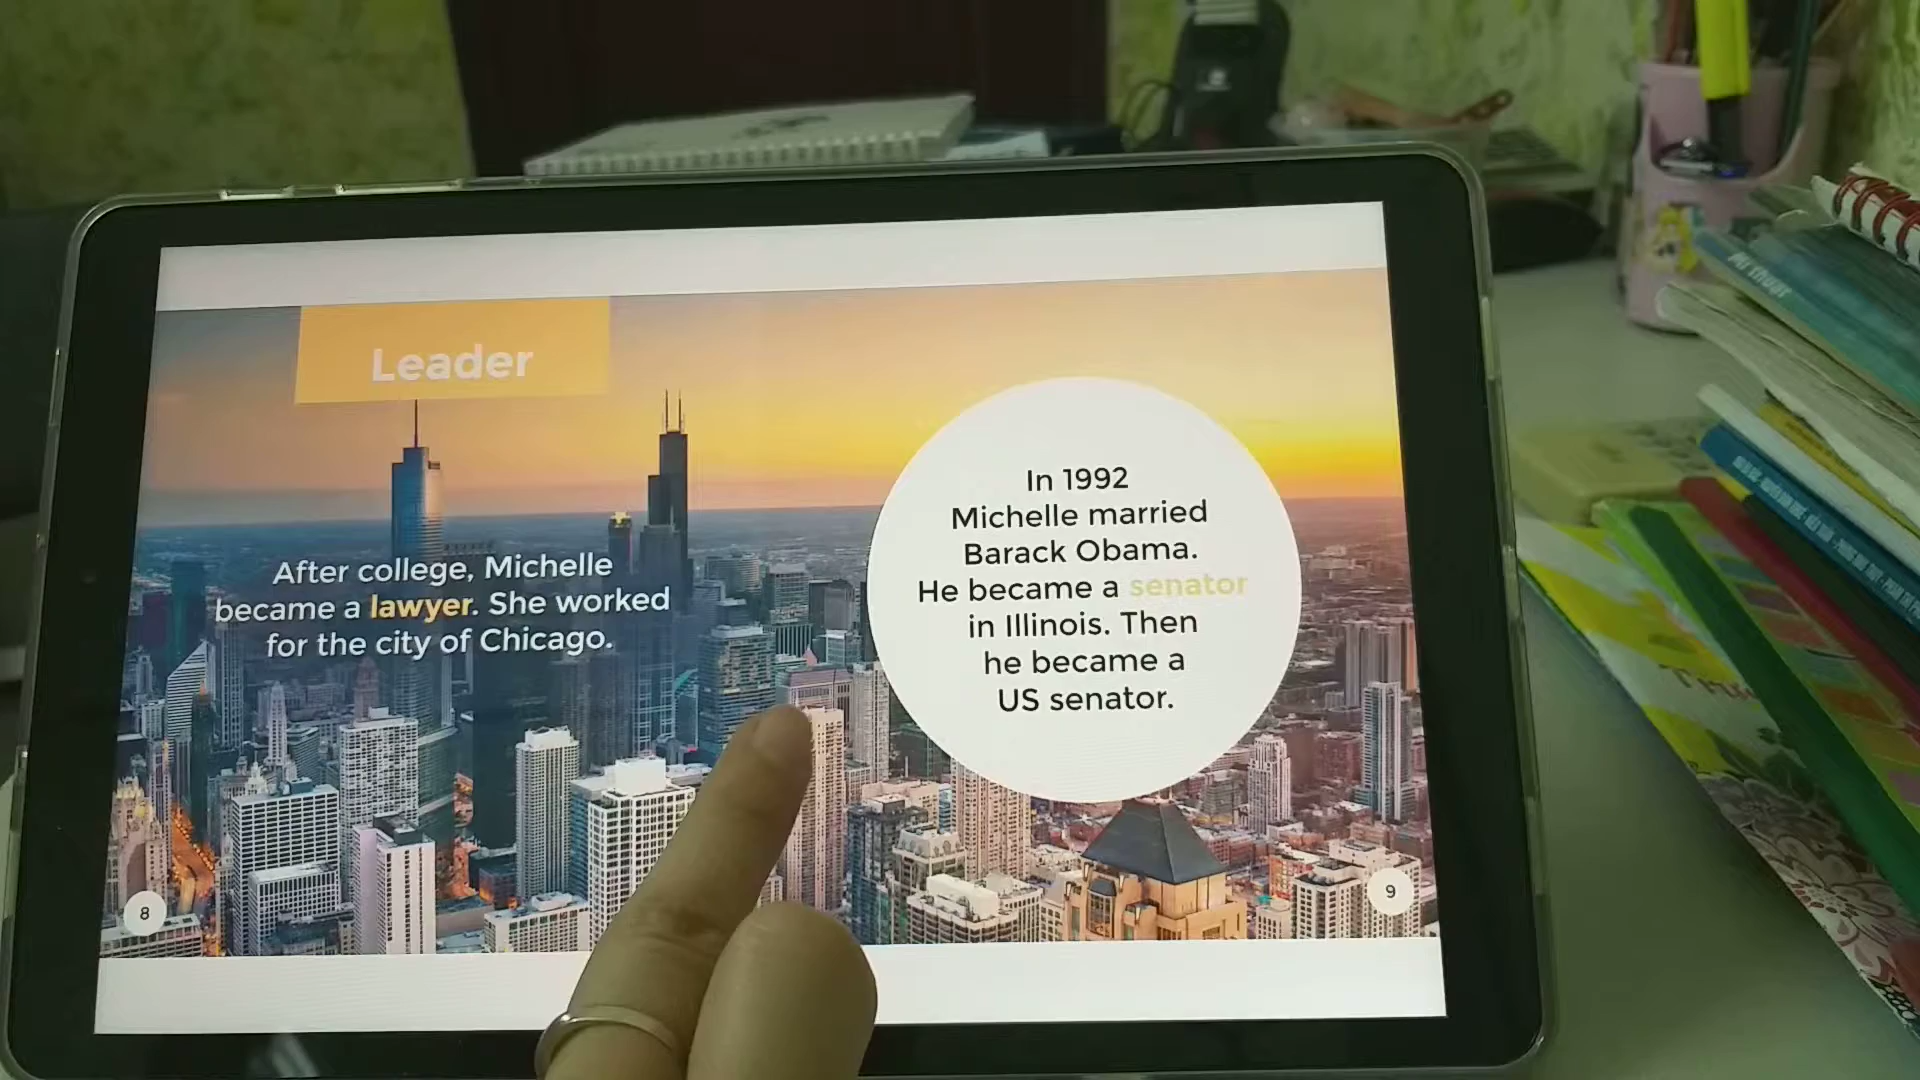 Leader
After college, Michelle
became a lawyer. She worked
for the city of Chicago.
8
In 1992
Michelle married
Barack Obama.
He became a senator
in Illinois. Then
he became a
US senator.
9